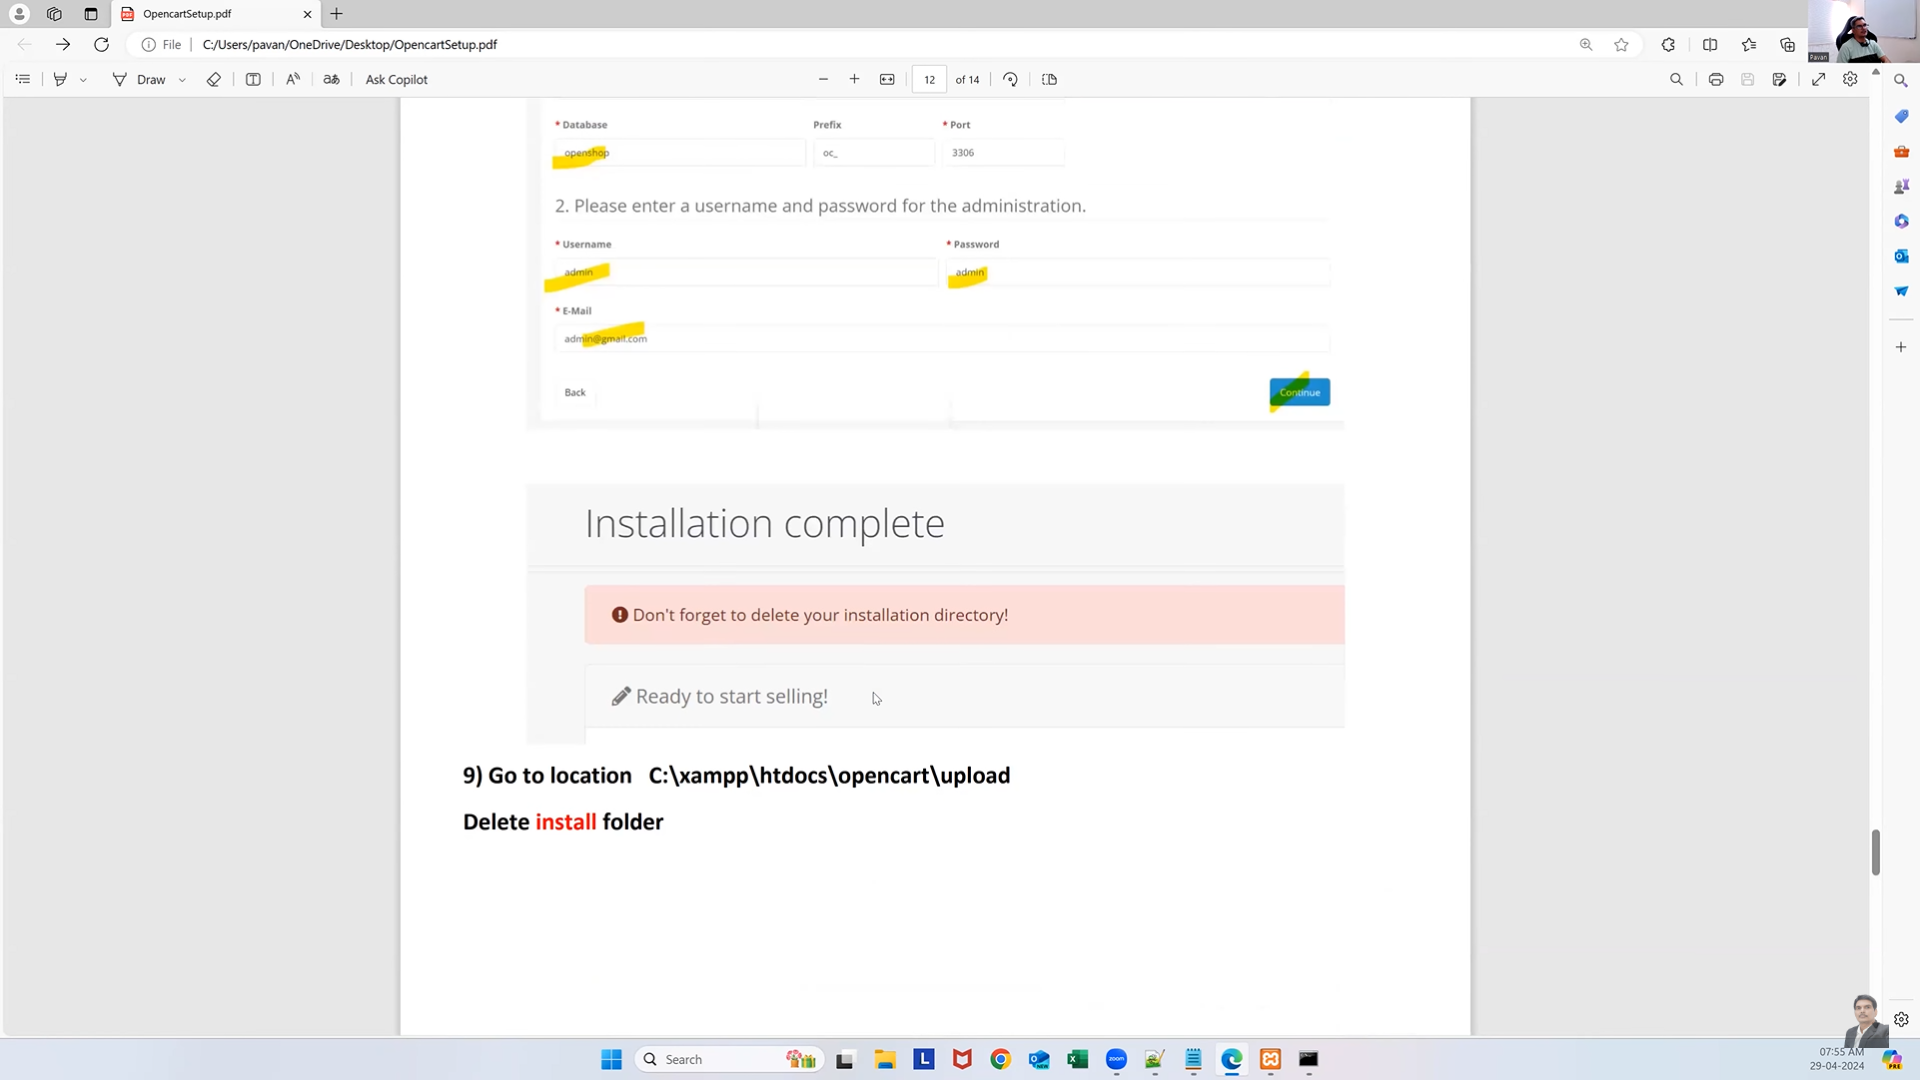 OpencartSetup.pdf
File
C:/Users/pavan/OneDrive/Desktop/OpencartSetup.pdf
Pavan
Draw
Ask Copilot
12 of 14
* Database
Prefix
* Port
openshop
oc_
3306
2. Please enter a username and password for the administration.
* Username
* Password
admin
admin
* E-Mail
admin@gmail.com
Back
Continue
Installation complete
Don't forget to delete your installation directory!
Ready to start selling!
9) Go to location C:\xampp\htdocs\opencart\upload
Delete install folder
Search
07:55 AM
29-04-2024